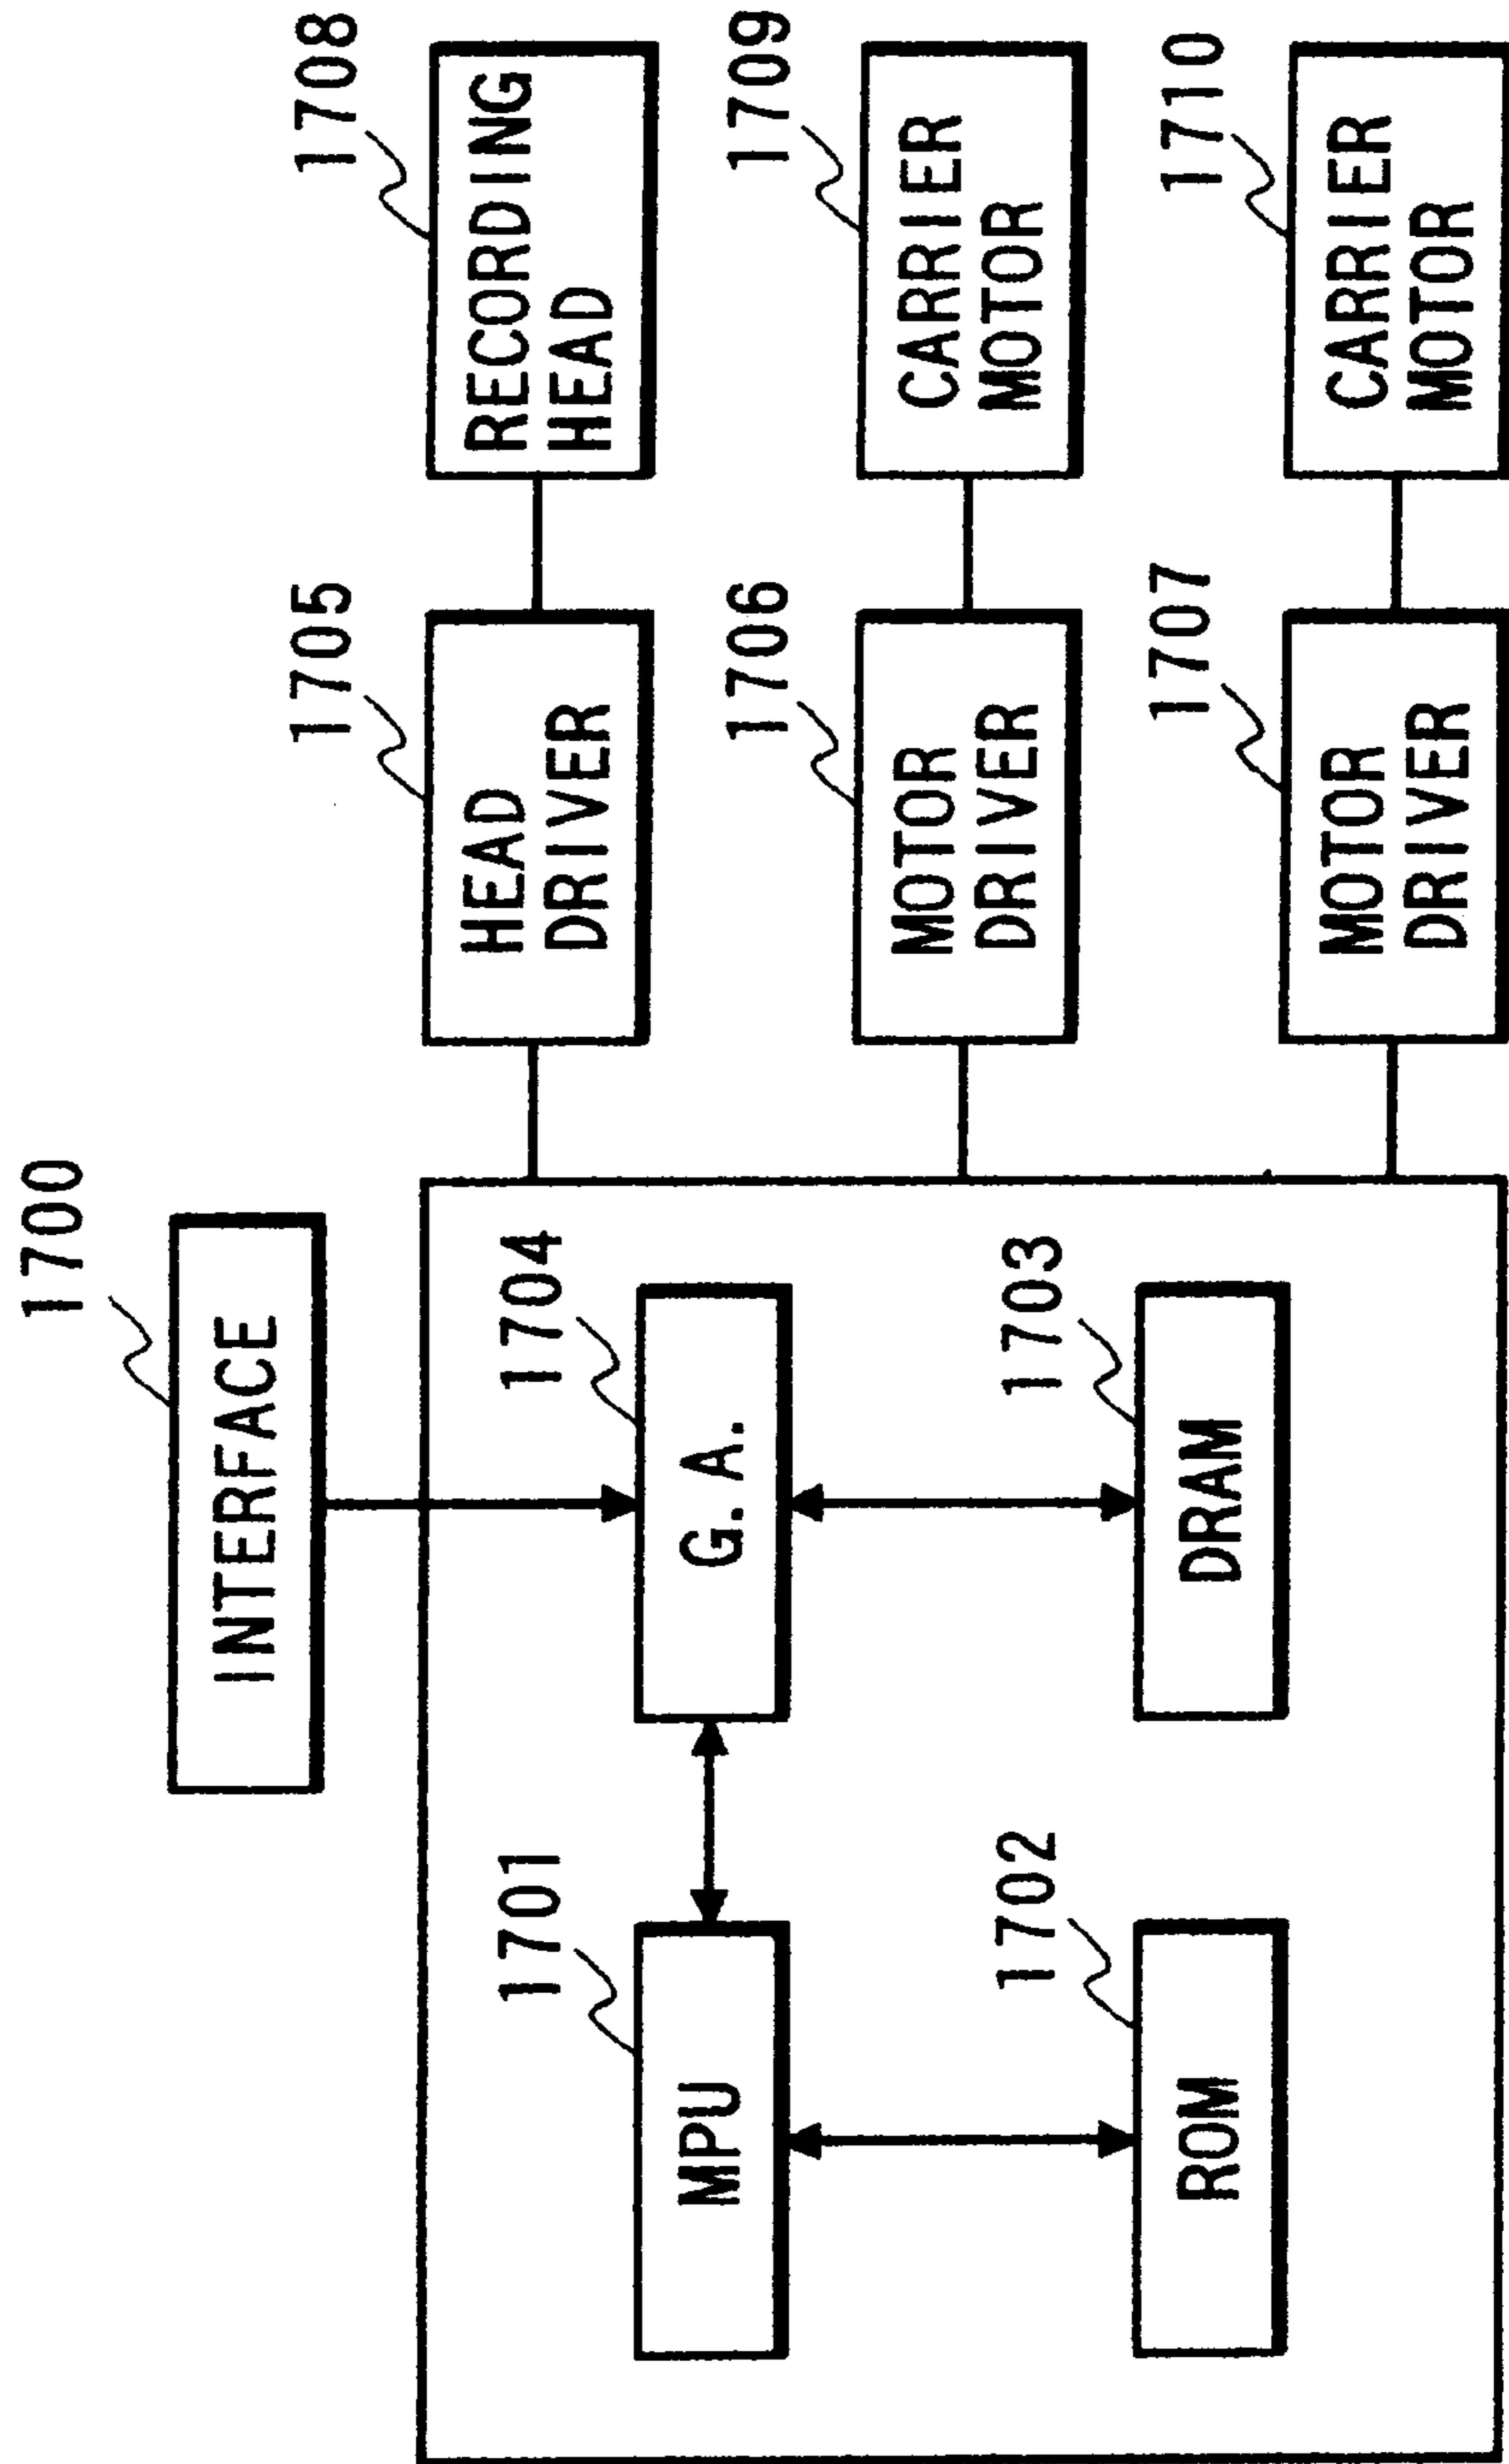 1700
INTERFACE
1701
MPU
1704
G. A.
1702
ROM
1703
DRAM
1705
HEAD
DRIVER
1708
RECORDING
HEAD
1706
MOTOR
DRIVER
1709
CARRIER
MOTOR
1707
MOTOR
DRIVER
1710
CARRIER
MOTOR